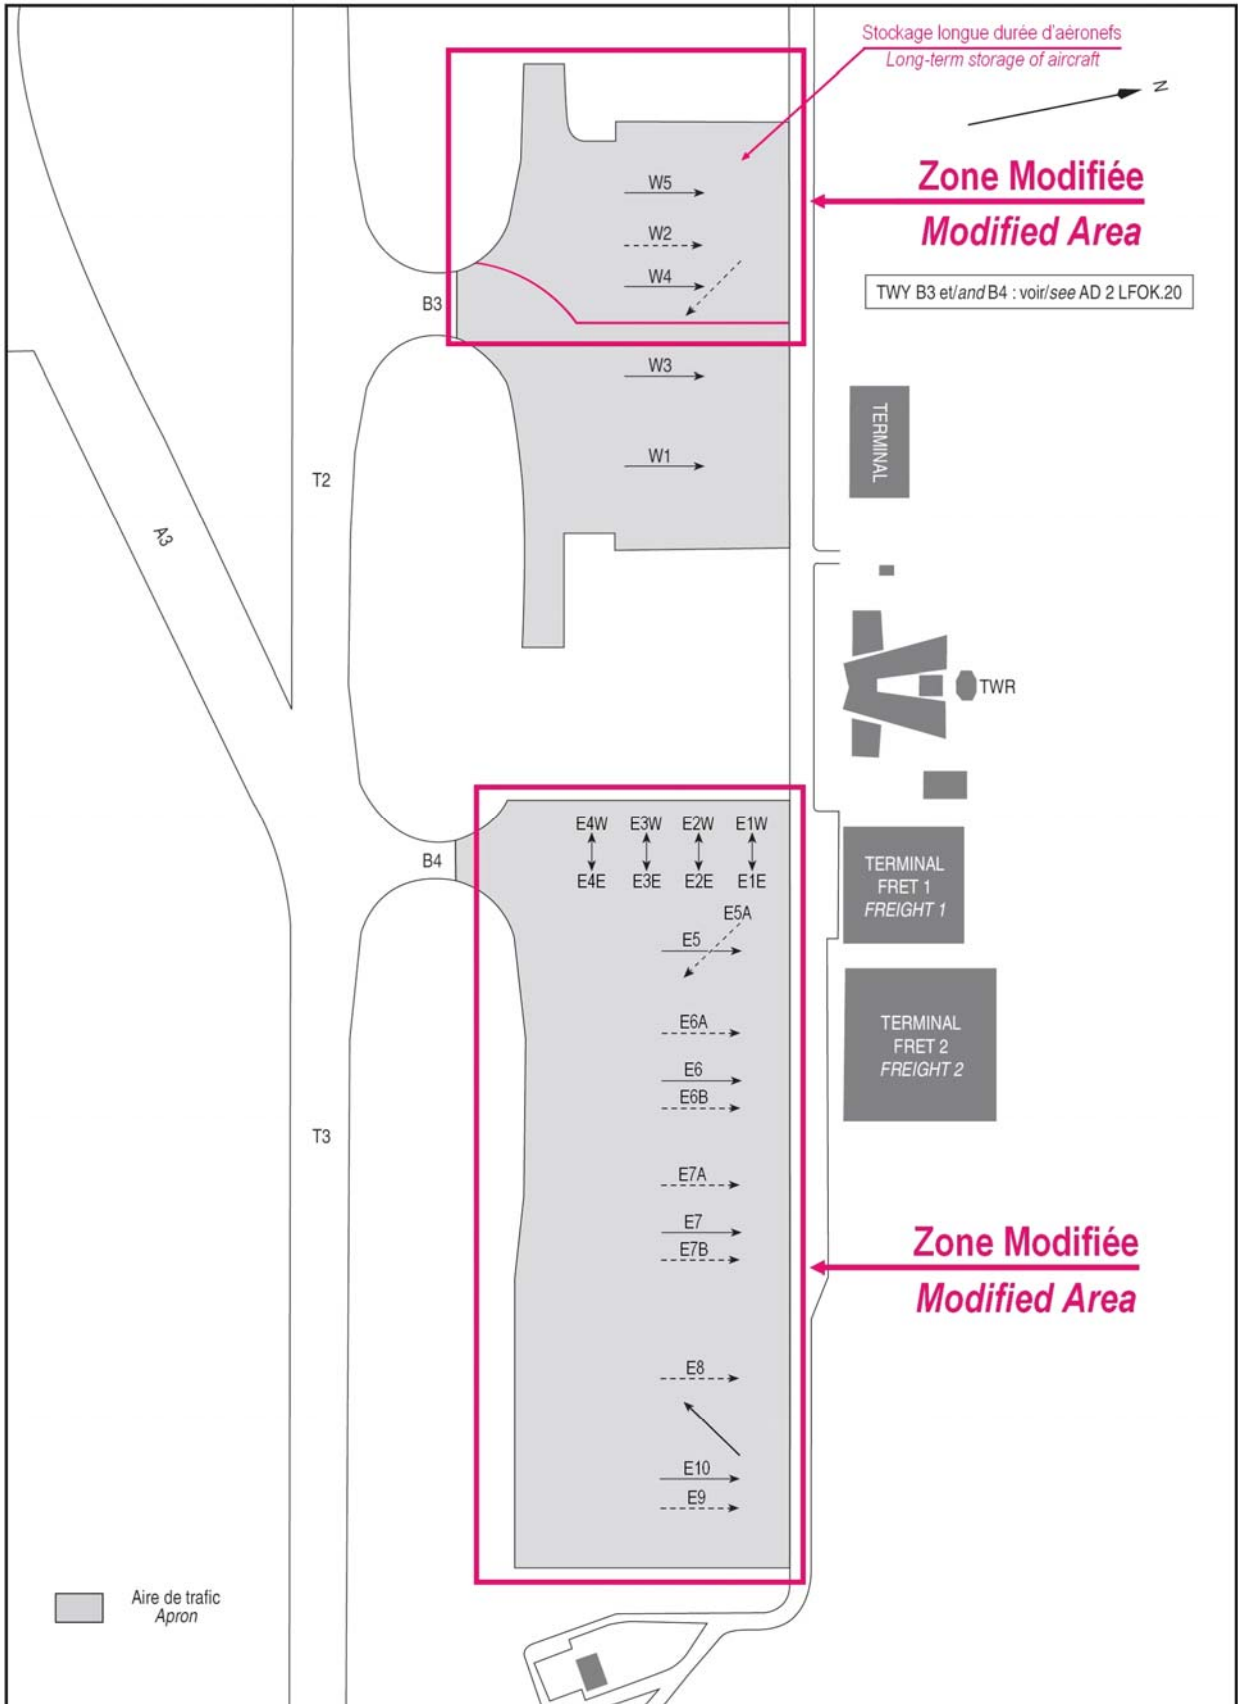 Stockage longue durée d'aéronefs
Long-term storage of aircraft
N
Zone Modifiée
Modified Area
W5
W2
W4
B3
TWY B3 et/and B4 : voir/see AD 2 LFOK.20
W3
TERMINAL
W1
T2
A3
TWR
E4W E3W E2W E1W
E4E E3E E2E E1E
B4
TERMINAL
FRET 1
FREIGHT 1
E5A
E5
E6A
TERMINAL
FRET 2
FREIGHT 2
E6
E6B
T3
E7A
E7
E7B
Zone Modifiée
Modified Area
E8
E10
E9
Aire de trafic
Apron